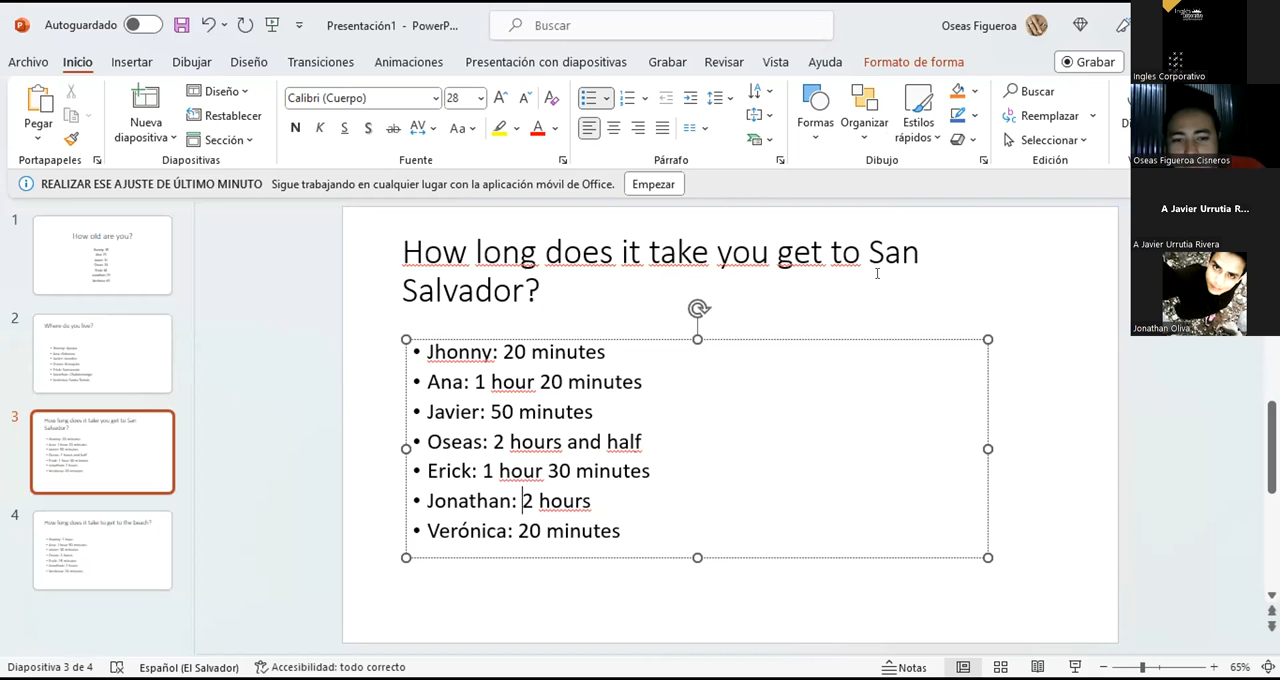 Autoguardado
Presentación1 - PowerP...
Buscar
Oseas Figueroa
Archivo
Inicio
Insertar
Dibujar
Diseño
Transiciones
Animaciones
Presentación con diapositivas
Grabar
Revisar
Vista
Ayuda
Formato de forma
Grabar
Pegar
Portapapeles
Nueva diapositiva
Diseño
Restablecer
Sección
Diapositivas
Calibri (Cuerpo)
28
Fuente
Párrafo
Formas
Organizar
Estilos rápidos
Dibujo
Buscar
Reemplazar
Seleccionar
Edición
REALIZAR ESE AJUSTE DE ÚLTIMO MINUTO
Sigue trabajando en cualquier lugar con la aplicación móvil de Office.
Empezar
Ingles Corporativo
Oseas Figueroa Cisneros
A Javier Urrutia R...
A Javier Urrutia Rivera
Jonathan Oliva
1
How old are you?
2
Where do you live?
3
How long does it take you get to San Salvador?
4
How long does it take to get to the beach?
How long does it take you get to San
Salvador?
• Jhonny: 20 minutes
• Ana: 1 hour 20 minutes
• Javier: 50 minutes
• Oseas: 2 hours and half
• Erick: 1 hour 30 minutes
• Jonathan: 2 hours
• Verónica: 20 minutes
Diapositiva 3 de 4
Español (El Salvador)
Accesibilidad: todo correcto
Notas
65%